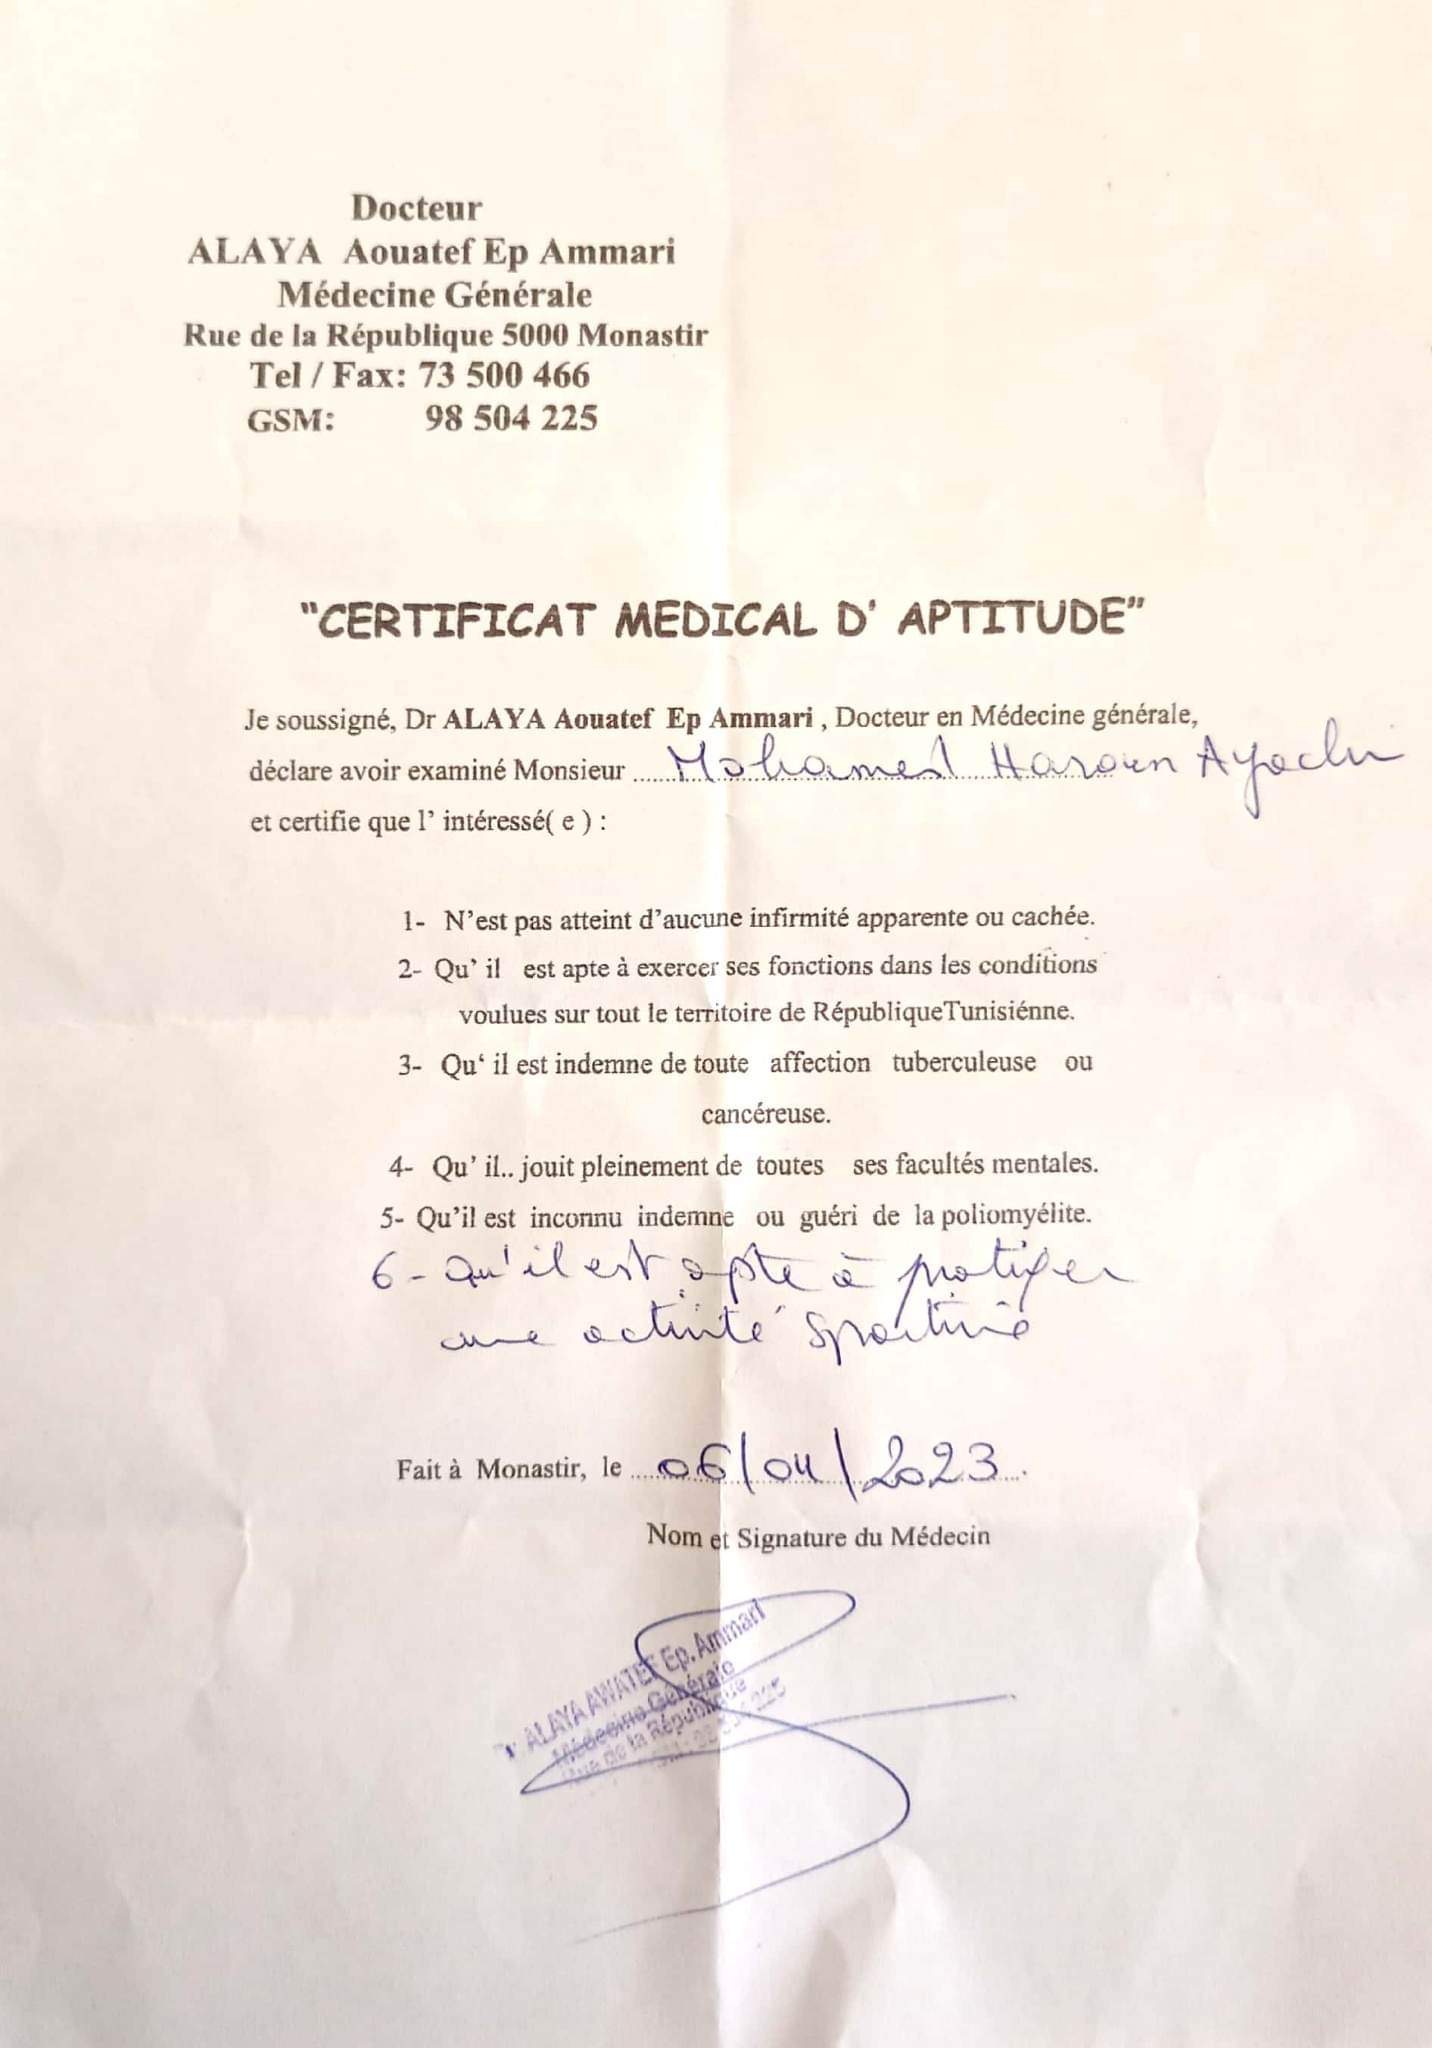 Docteur
ALAYA Aouatef Ep Ammari
Médecine Générale
Rue de la République 5000 Monastir
Tel / Fax: 73 500 466
GSM: 98 504 225
"CERTIFICAT MEDICAL D' APTITUDE"
Je soussigné, Dr ALAYA Aouatef Ep Ammari , Docteur en Médecine générale,
déclare avoir examiné Monsieur ...... Mohamed Haroun Ayachi
et certifie que l' intéressé( e ) :
1- N'est pas atteint d'aucune infirmité apparente ou cachée.
2- Qu' il est apte à exercer ses fonctions dans les conditions
voulues sur tout le territoire de RépubliqueTunisiénne.
3- Qu' il est indemne de toute affection tuberculeuse ou
cancéreuse.
4- Qu' il.. jouit pleinement de toutes ses facultés mentales.
5- Qu'il est inconnu indemne ou guéri de la poliomyélite.
6- Qu'il est apte à pratiquer
une activité sportive
Fait à Monastir, le ...... 06/04/2023
Nom et Signature du Médecin
Dr ALAYA AWATEF Ep. Ammari
Médecine Générale
Rue de la République